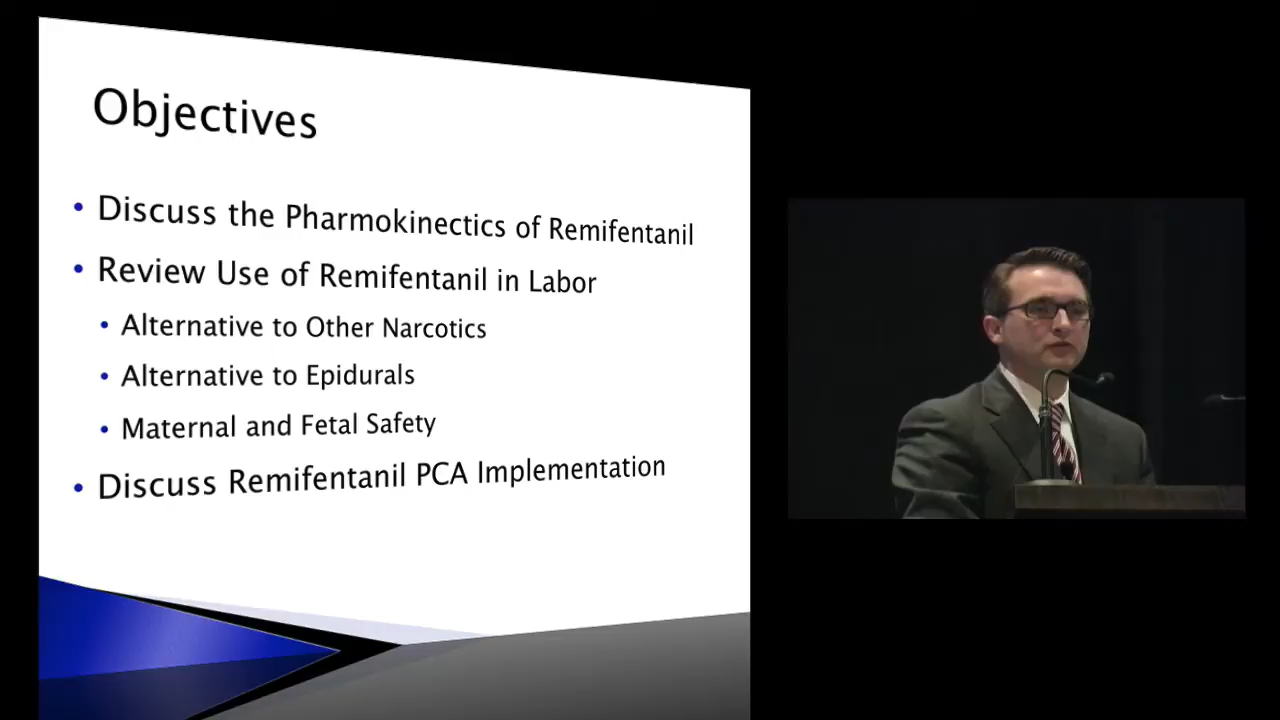 Objectives
• Discuss the Pharmokinectics of Remifentanil
• Review Use of Remifentanil in Labor
• Alternative to Other Narcotics
• Alternative to Epidurals
• Maternal and Fetal Safety
• Discuss Remifentanil PCA Implementation